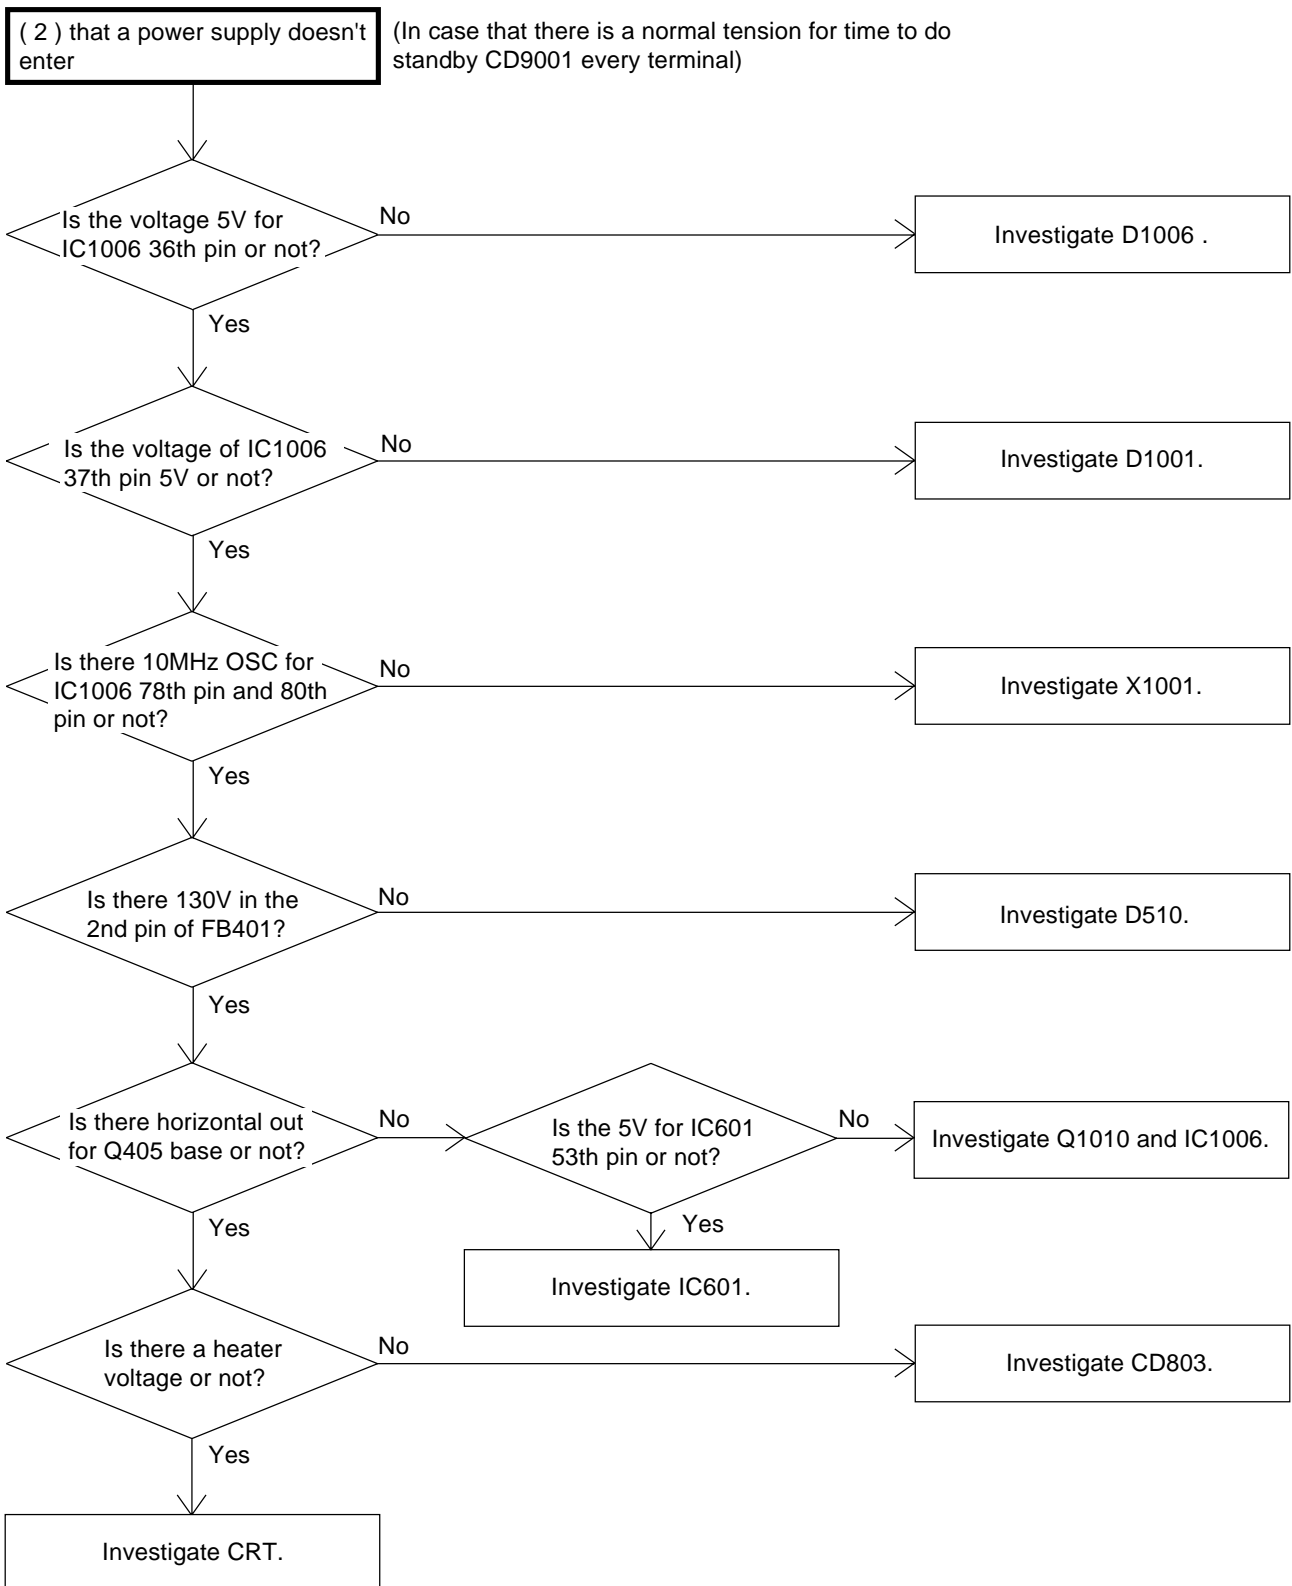 ( 2 ) that a power supply doesn't
enter
(In case that there is a normal tension for time to do
standby CD9001 every terminal)
Is the voltage 5V for
IC1006 36th pin or not?
No
Investigate D1006 .
Yes
Is the voltage of IC1006
37th pin 5V or not?
No
Investigate D1001.
Yes
Is there 10MHz OSC for
IC1006 78th pin and 80th
pin or not?
No
Investigate X1001.
Yes
Is there 130V in the
2nd pin of FB401?
No
Investigate D510.
Yes
Is there horizontal out
for Q405 base or not?
No
Is the 5V for IC601
53th pin or not?
No
Investigate Q1010 and IC1006.
Yes
Investigate IC601.
Yes
Is there a heater
voltage or not?
No
Investigate CD803.
Yes
Investigate CRT.